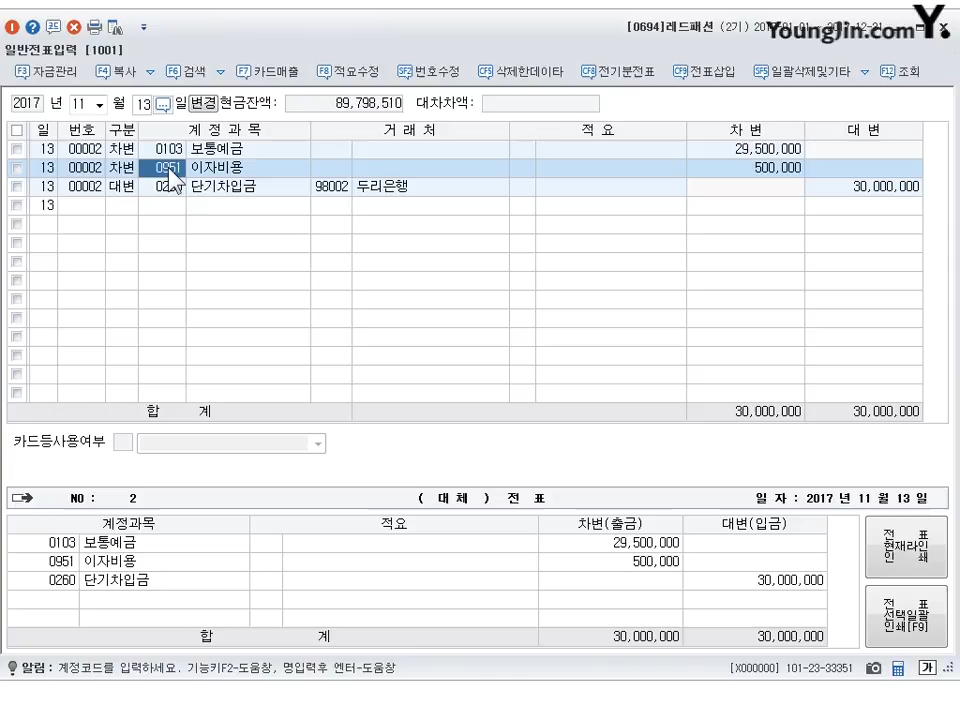 [0694]레드패션 (2기)
YoungJin.com Y.
일반전표입력 [1001]
F3 자금관리 F4 복사 F6 검색 F7 카드매출 F8 적요수정 SF2 번호수정 CF5 삭제한데이타 CF8 전기분전표 CF9 전표삽입 SF5 일괄삭제및기타 F12 조회
2017 년 11 월 13 일 변경 현금잔액: 89,798,510 대차차액:
일 번호 구분 계 정 과 목 거 래 처 적 요 차 변 대 변
13 00002 차변 0103 보통예금 29,500,000
13 00002 차변 0951 이자비용 500,000
13 00002 대변 단기차입금 98002 두리은행 30,000,000
13
합 계 30,000,000 30,000,000
카드등사용여부
NO : 2 ( 대 체 ) 전 표 일 자 : 2017 년 11 월 13 일
계정과목 적요 차변(출금) 대변(입금)
0103 보통예금 29,500,000
0951 이자비용 500,000
0260 단기차입금 30,000,000
합 계 30,000,000 30,000,000
전 표
현재라인
인 쇄
전 표
선택일괄
인쇄[F9]
알림 : 계정코드를 입력하세요. 기능키F2-도움창, 명입력후 엔터-도움창 [X000000] 101-23-33351 가